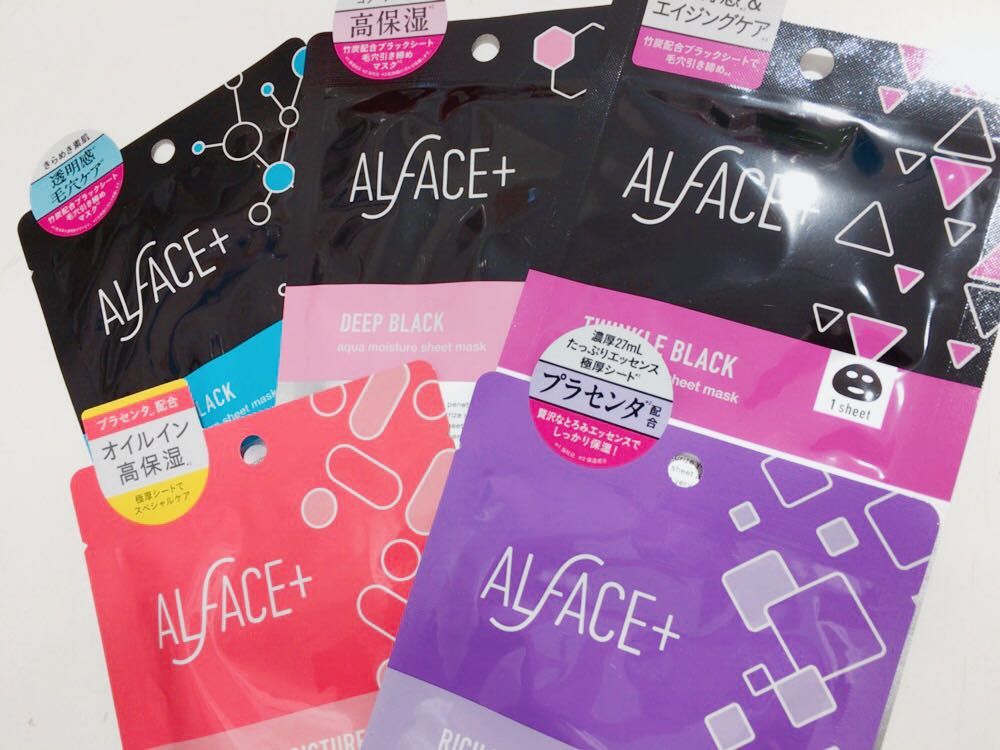 きらめき素肌
透明感
毛穴ケア
竹炭配合ブラックシート
毛穴引き締め
マスク
ALFACE+
LACK
sheet mask
高保湿
竹炭配合ブラックシート
毛穴引き締め
マスク
ALFACE+
DEEP BLACK
aqua moisture sheet mask
&
エイジングケア
竹炭配合ブラックシートで
毛穴引き締め
ALFACE+
BLACK
sheet mask
1 sheet
プラセンタ 配合
オイルイン
高保湿
極厚シートで
スペシャルケア
ALFACE+
濃厚27mL
たっぷりエッセンス
極厚シート
プラセンタ 配合
贅沢なとろみエッセンスで
しっかり保湿!
ALFACE+